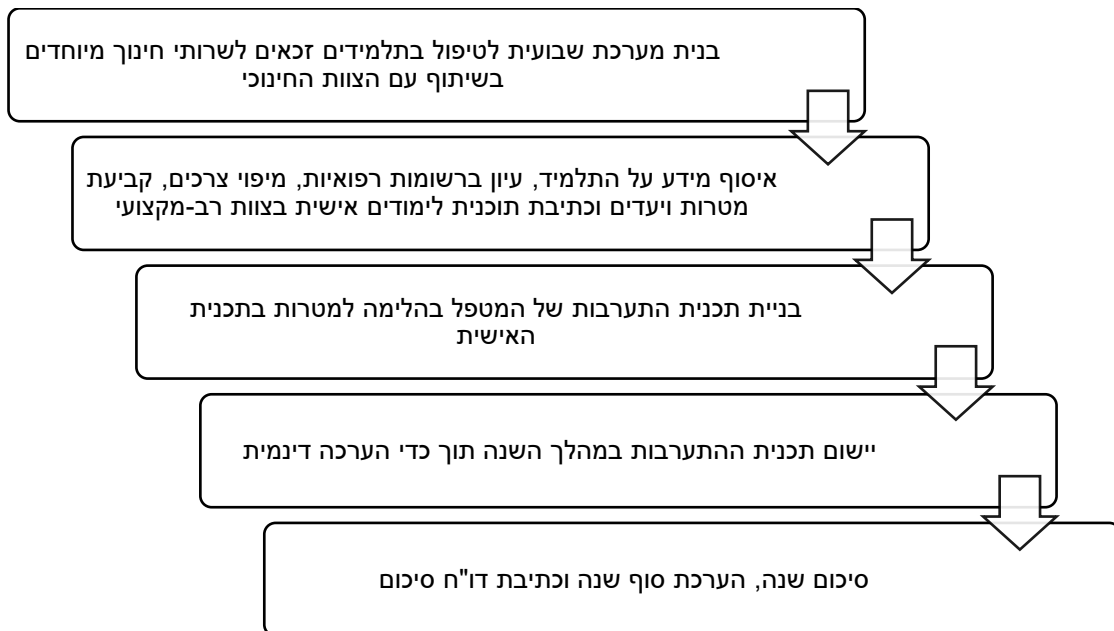 בנית מערכת שבועית לטיפול בתלמידים זכאים לשרותי חינוך מיוחדים
בשיתוף עם הצוות החינוכי
איסוף מידע על התלמיד, עיון ברשומות רפואיות, מיפוי צרכים, קביעת
מטרות ויעדים וכתיבת תוכנית לימודים אישית בצוות רב-מקצועי
בניית תכנית התערבות של המטפל בהלימה למטרות בתכנית
האישית
יישום תכנית ההתערבות במהלך השנה תוך כדי הערכה דינמית
סיכום שנה, הערכת סוף שנה וכתיבת דו"ח סיכום